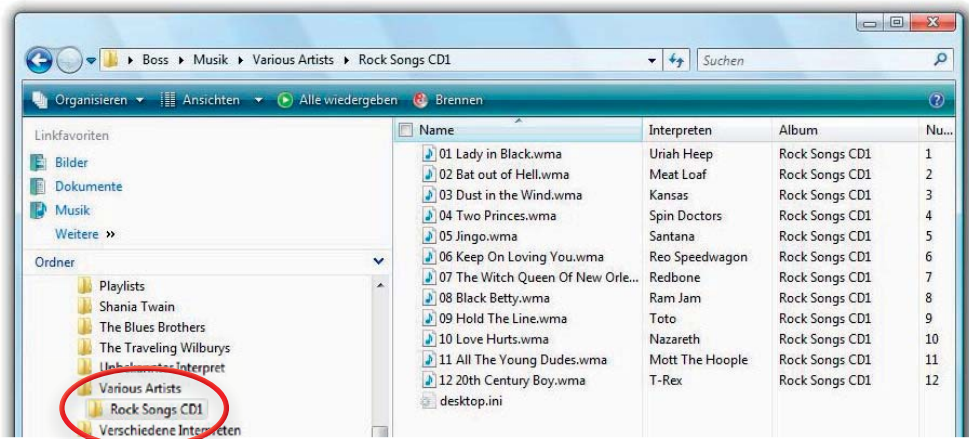 Boss Musik Various Artists Rock Songs CD1 Suchen
Organisieren Ansichten Alle wiedergeben Brennen
Linkfavoriten
Bilder
Dokumente
Musik
Weitere »
Ordner
Playlists
Shania Twain
The Blues Brothers
The Traveling Wilburys
Unbekannter Interpret
Various Artists
Rock Songs CD1
Verschiedene Interpreten
Name Interpreten Album Nu...
01 Lady in Black.wma Uriah Heep Rock Songs CD1 1
02 Bat out of Hell.wma Meat Loaf Rock Songs CD1 2
03 Dust in the Wind.wma Kansas Rock Songs CD1 3
04 Two Princes.wma Spin Doctors Rock Songs CD1 4
05 Jingo.wma Santana Rock Songs CD1 5
06 Keep On Loving You.wma Reo Speedwagon Rock Songs CD1 6
07 The Witch Queen Of New Orle... Redbone Rock Songs CD1 7
08 Black Betty.wma Ram Jam Rock Songs CD1 8
09 Hold The Line.wma Toto Rock Songs CD1 9
10 Love Hurts.wma Nazareth Rock Songs CD1 10
11 All The Young Dudes.wma Mott The Hoople Rock Songs CD1 11
12 20th Century Boy.wma T-Rex Rock Songs CD1 12
desktop.ini